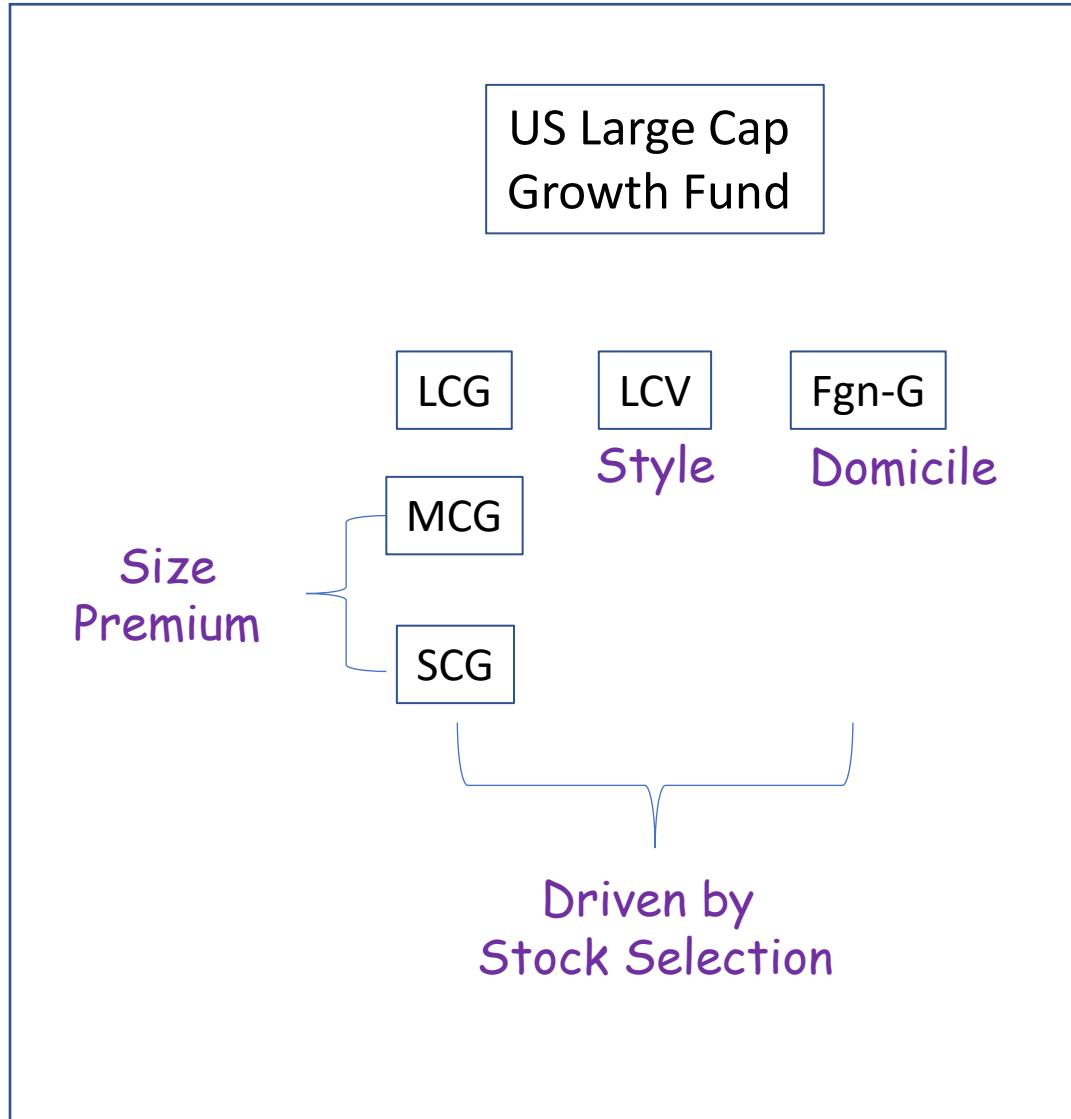 US Large Cap
Growth Fund
LCG
LCV
Fgn-G
Style
Domicile
MCG
Size
Premium
SCG
Driven by
Stock Selection